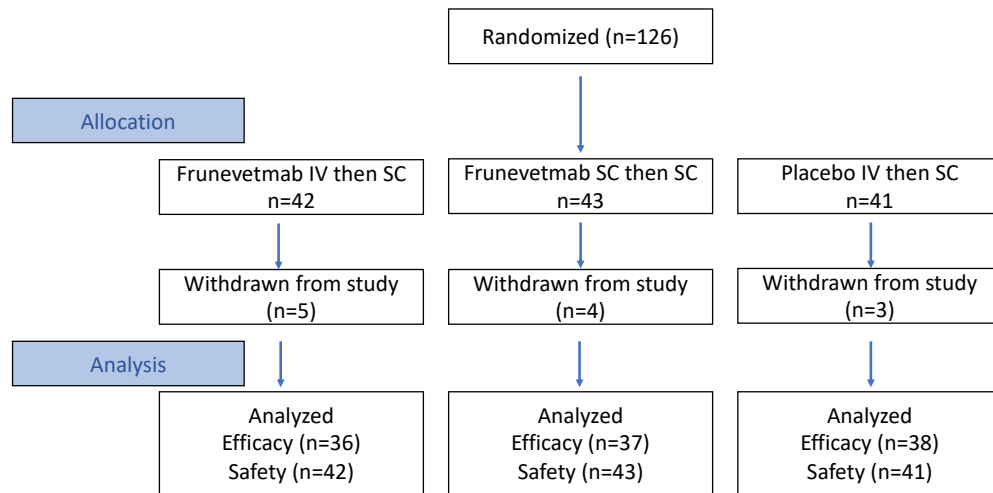 Randomized (n=126)
Allocation
Frunevetmab IV then SC
n=42
Frunevetmab SC then SC
n=43
Placebo IV then SC
n=41
Withdrawn from study
(n=5)
Withdrawn from study
(n=4)
Withdrawn from study
(n=3)
Analysis
Analyzed
Efficacy (n=36)
Safety (n=42)
Analyzed
Efficacy (n=37)
Safety (n=43)
Analyzed
Efficacy (n=38)
Safety (n=41)